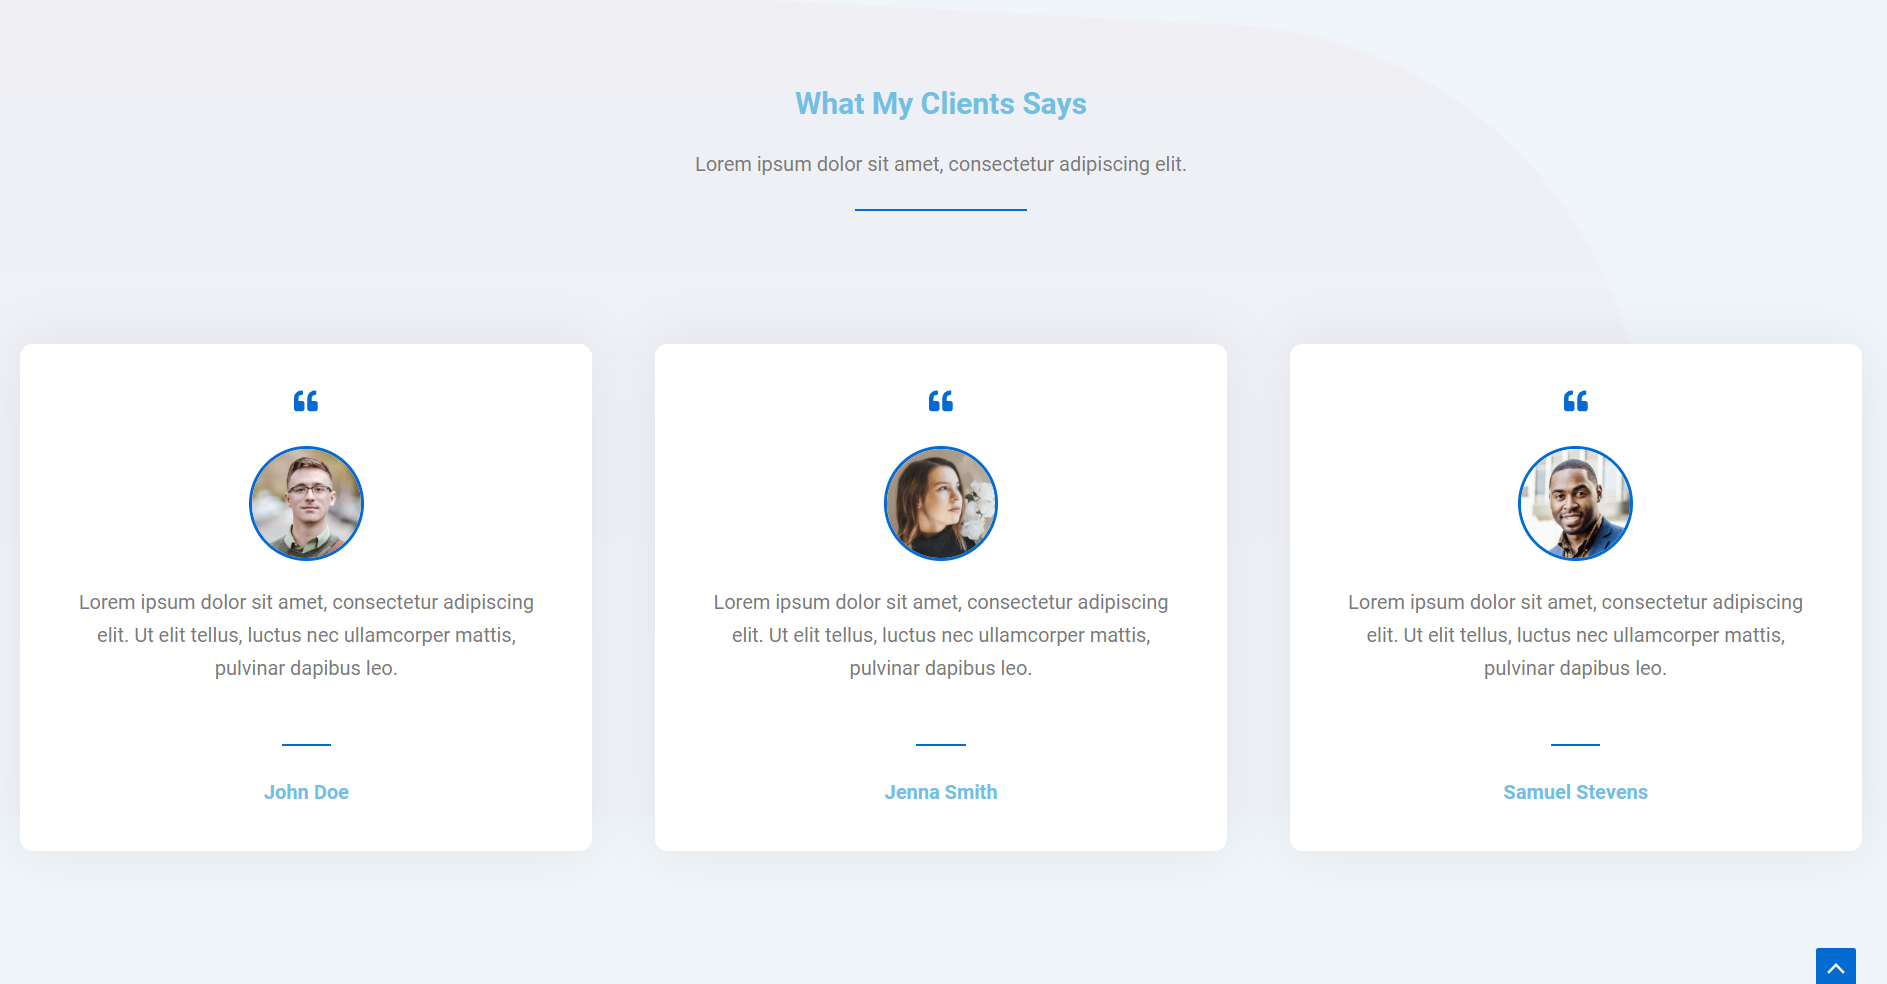 What My Clients Says
Lorem ipsum dolor sit amet, consectetur adipiscing elit.
Lorem ipsum dolor sit amet, consectetur adipiscing
elit. Ut elit tellus, luctus nec ullamcorper mattis,
pulvinar dapibus leo.
John Doe
Lorem ipsum dolor sit amet, consectetur adipiscing
elit. Ut elit tellus, luctus nec ullamcorper mattis,
pulvinar dapibus leo.
Jenna Smith
Lorem ipsum dolor sit amet, consectetur adipiscing
elit. Ut elit tellus, luctus nec ullamcorper mattis,
pulvinar dapibus leo.
Samuel Stevens